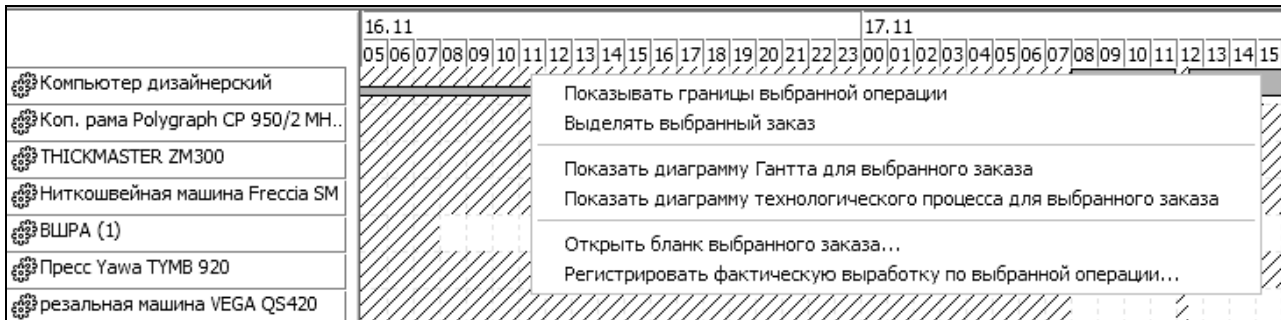 16.11 17.11
05 06 07 08 09 10 11 12 13 14 15 16 17 18 19 20 21 22 23 00 01 02 03 04 05 06 07 08 09 10 11 12 13 14 15
Компьютер дизайнерский
Коп. рама Polygraph CP 950/2 МН..
THICKMASTER ZM300
Ниткошвейная машина Freccia SM
ВШРА (1)
Пресс Yawa TYMB 920
резальная машина VEGA QS420
Показывать границы выбранной операции
Выделять выбранный заказ
Показать диаграмму Гантта для выбранного заказа
Показать диаграмму технологического процесса для выбранного заказа
Открыть бланк выбранного заказа...
Регистрировать фактическую выработку по выбранной операции...